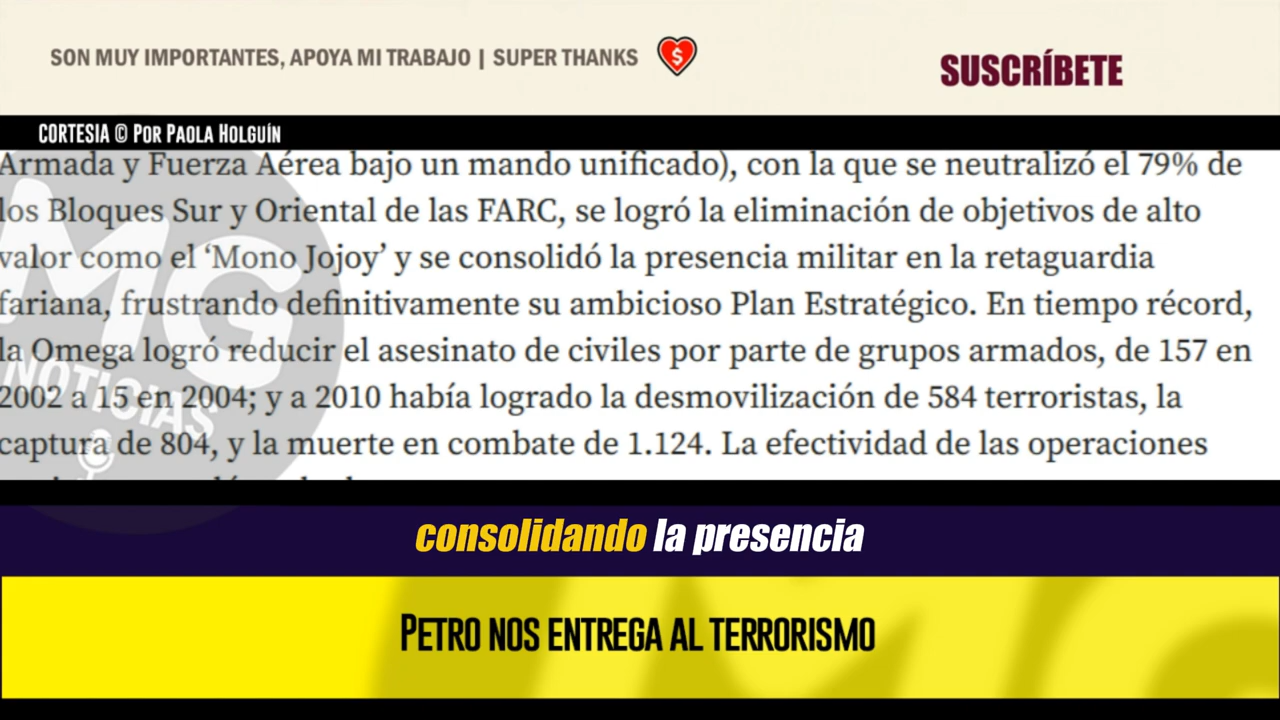 SON MUY IMPORTANTES, APOYA MI TRABAJO | SUPER THANKS $
SUSCRÍBETE
CORTESIA © POR PAOLA HOLGUÍN
Armada y Fuerza Aérea bajo un mando unificado), con la que se neutralizó el 79% de
los Bloques Sur y Oriental de las FARC, se logró la eliminación de objetivos de alto
valor como el ‘Mono Jojoy’ y se consolidó la presencia militar en la retaguardia
fariana, frustrando definitivamente su ambicioso Plan Estratégico. En tiempo récord,
la Omega logró reducir el asesinato de civiles por parte de grupos armados, de 157 en
2002 a 15 en 2004; y a 2010 había logrado la desmovilización de 584 terroristas, la
captura de 804, y la muerte en combate de 1.124. La efectividad de las operaciones
MG
NOTICIAS
consolidando la presencia
PETRO NOS ENTREGA AL TERRORISMO